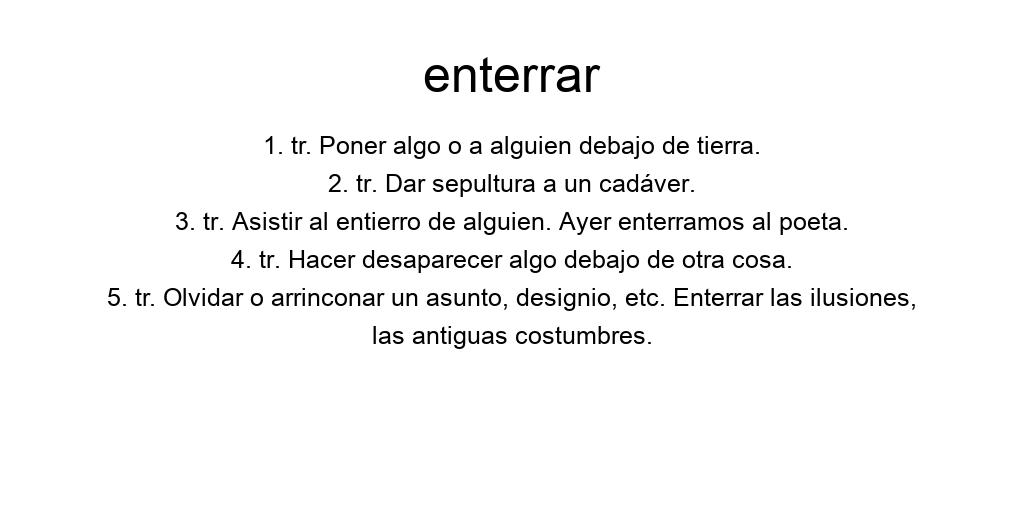 enterrar
1. tr. Poner algo o a alguien debajo de tierra.
2. tr. Dar sepultura a un cadáver.
3. tr. Asistir al entierro de alguien. Ayer enterramos al poeta.
4. tr. Hacer desaparecer algo debajo de otra cosa.
5. tr. Olvidar o arrinconar un asunto, designio, etc. Enterrar las ilusiones,
las antiguas costumbres.